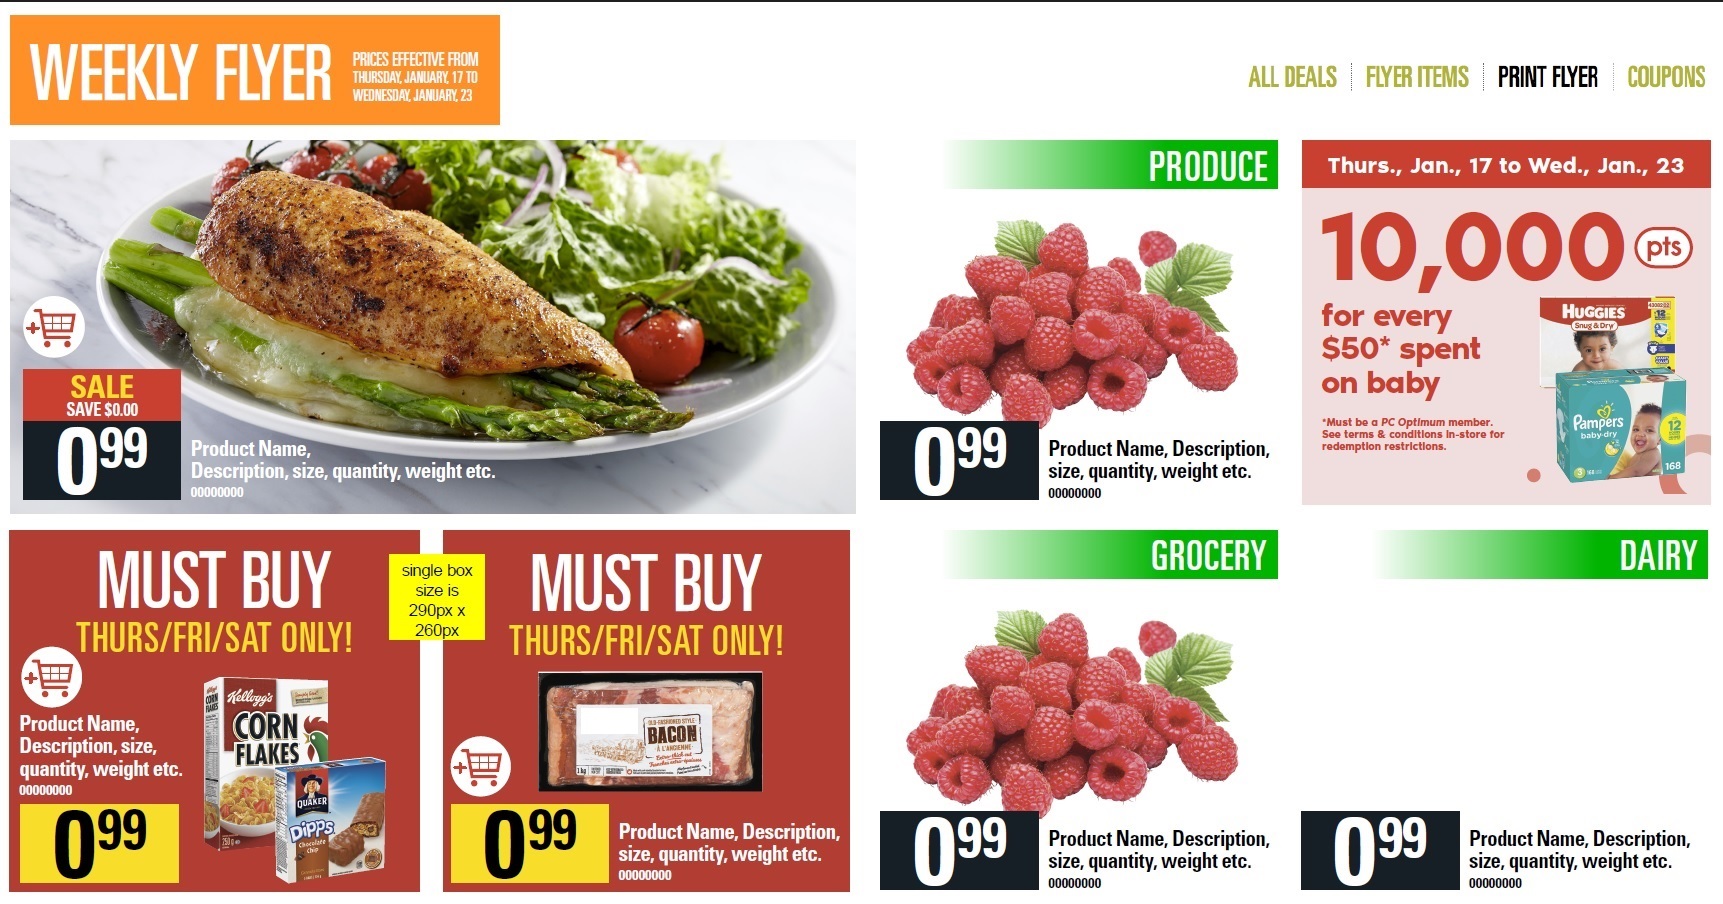 WEEKLY FLYER
PRICES EFFECTIVE FROM
THURSDAY, JANUARY, 17 TO
WEDNESDAY, JANUARY, 23
ALL DEALS
FLYER ITEMS
PRINT FLYER
COUPONS
SALE
SAVE $0.00
0.99
Product Name,
Description, size, quantity, weight etc.
00000000
PRODUCE
0.99
Product Name, Description,
size, quantity, weight etc.
00000000
Thurs., Jan., 17 to Wed., Jan., 23
10,000 pts
for every
$50* spent
on baby
*Must be a PC Optimum member.
See terms & conditions in-store for
redemption restrictions.
HUGGIES
Snug & Dry
12
Pampers
baby-dry
12
3 168
168
MUST BUY
THURS/FRI/SAT ONLY!
Product Name,
Description, size,
quantity, weight etc.
00000000
0.99
Kellogg's
CORN
FLAKES
CORN
FLAKES
QUAKER
Dipps
Chocolate
Chip
single box
size is
290px x
260px
MUST BUY
THURS/FRI/SAT ONLY!
OLD-FASHIONED STYLE
BACON
À L'ANCIENNE
1 kg
0.99
Product Name, Description,
size, quantity, weight etc.
00000000
GROCERY
0.99
Product Name, Description,
size, quantity, weight etc.
00000000
DAIRY
0.99
Product Name, Description,
size, quantity, weight etc.
00000000